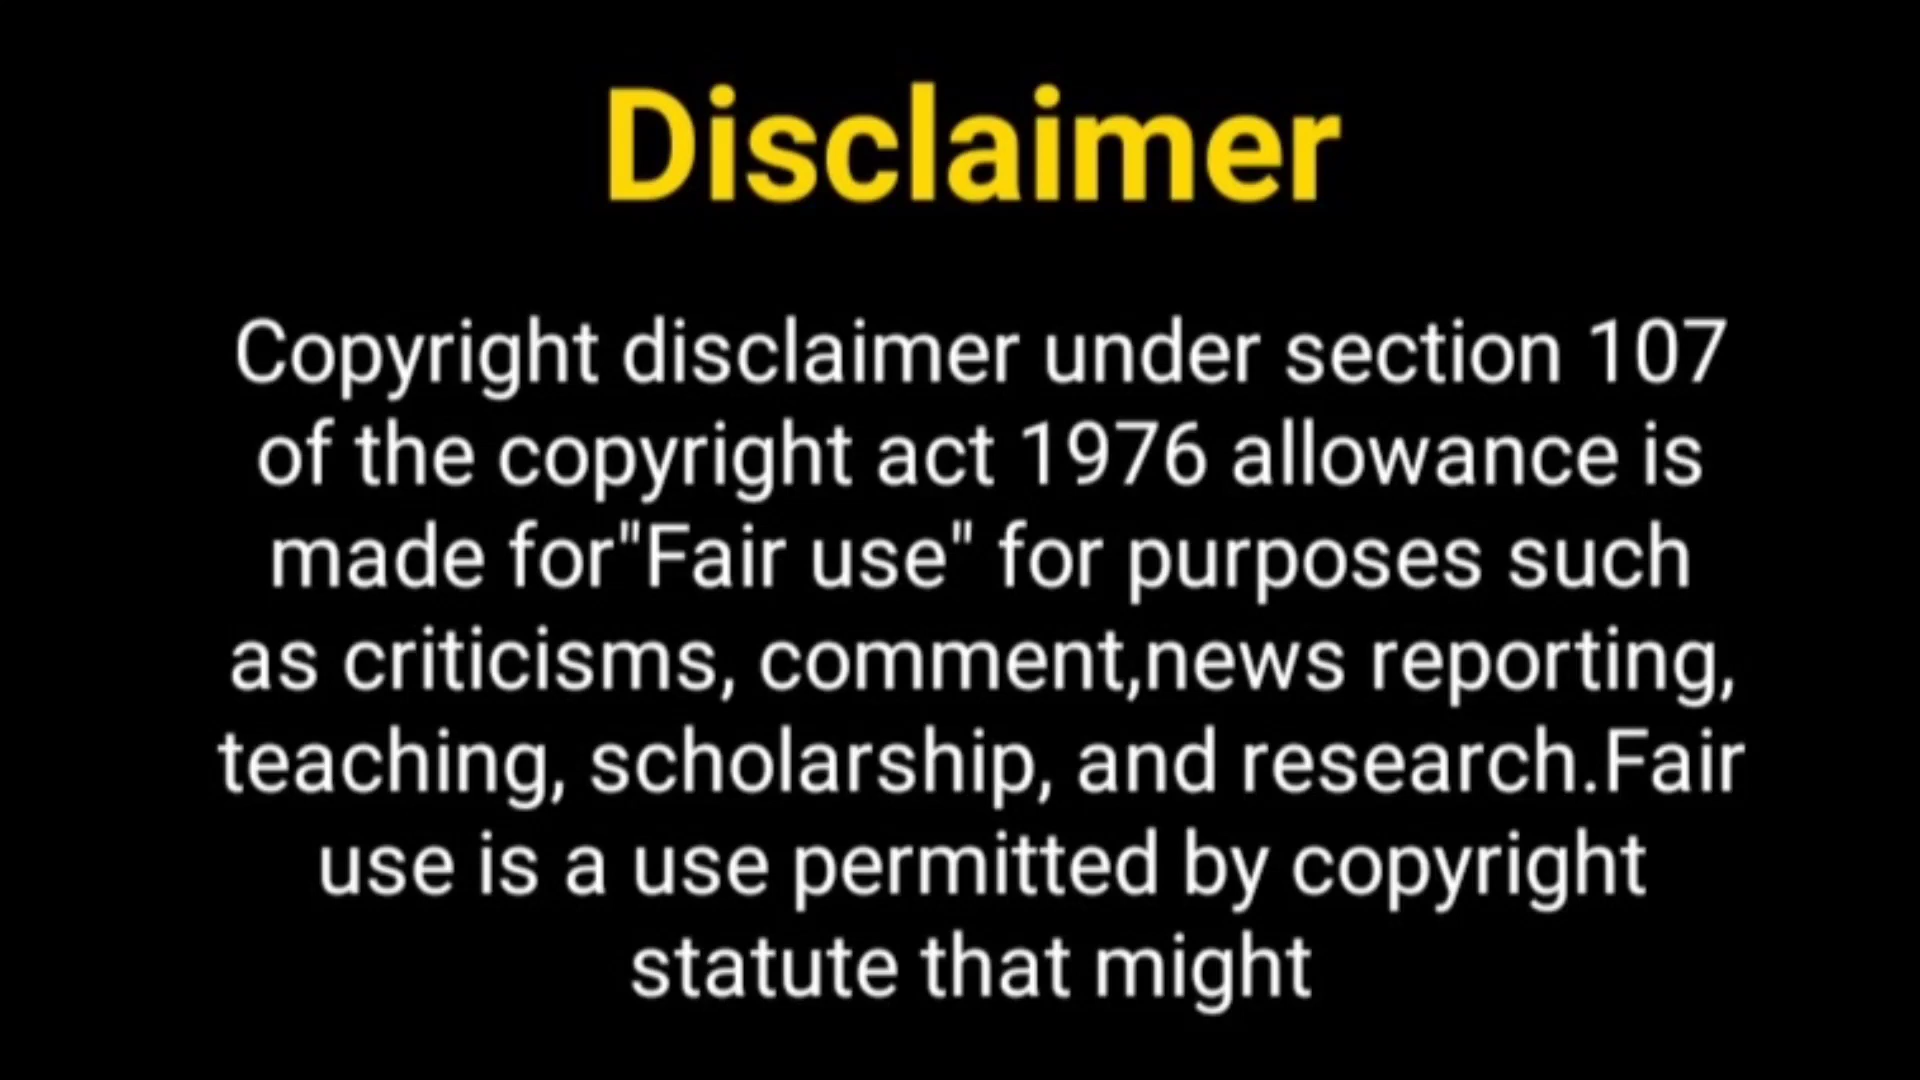 Disclaimer
Copyright disclaimer under section 107
of the copyright act 1976 allowance is
made for"Fair use" for purposes such
as criticisms, comment,news reporting,
teaching, scholarship, and research.Fair
use is a use permitted by copyright
statute that might